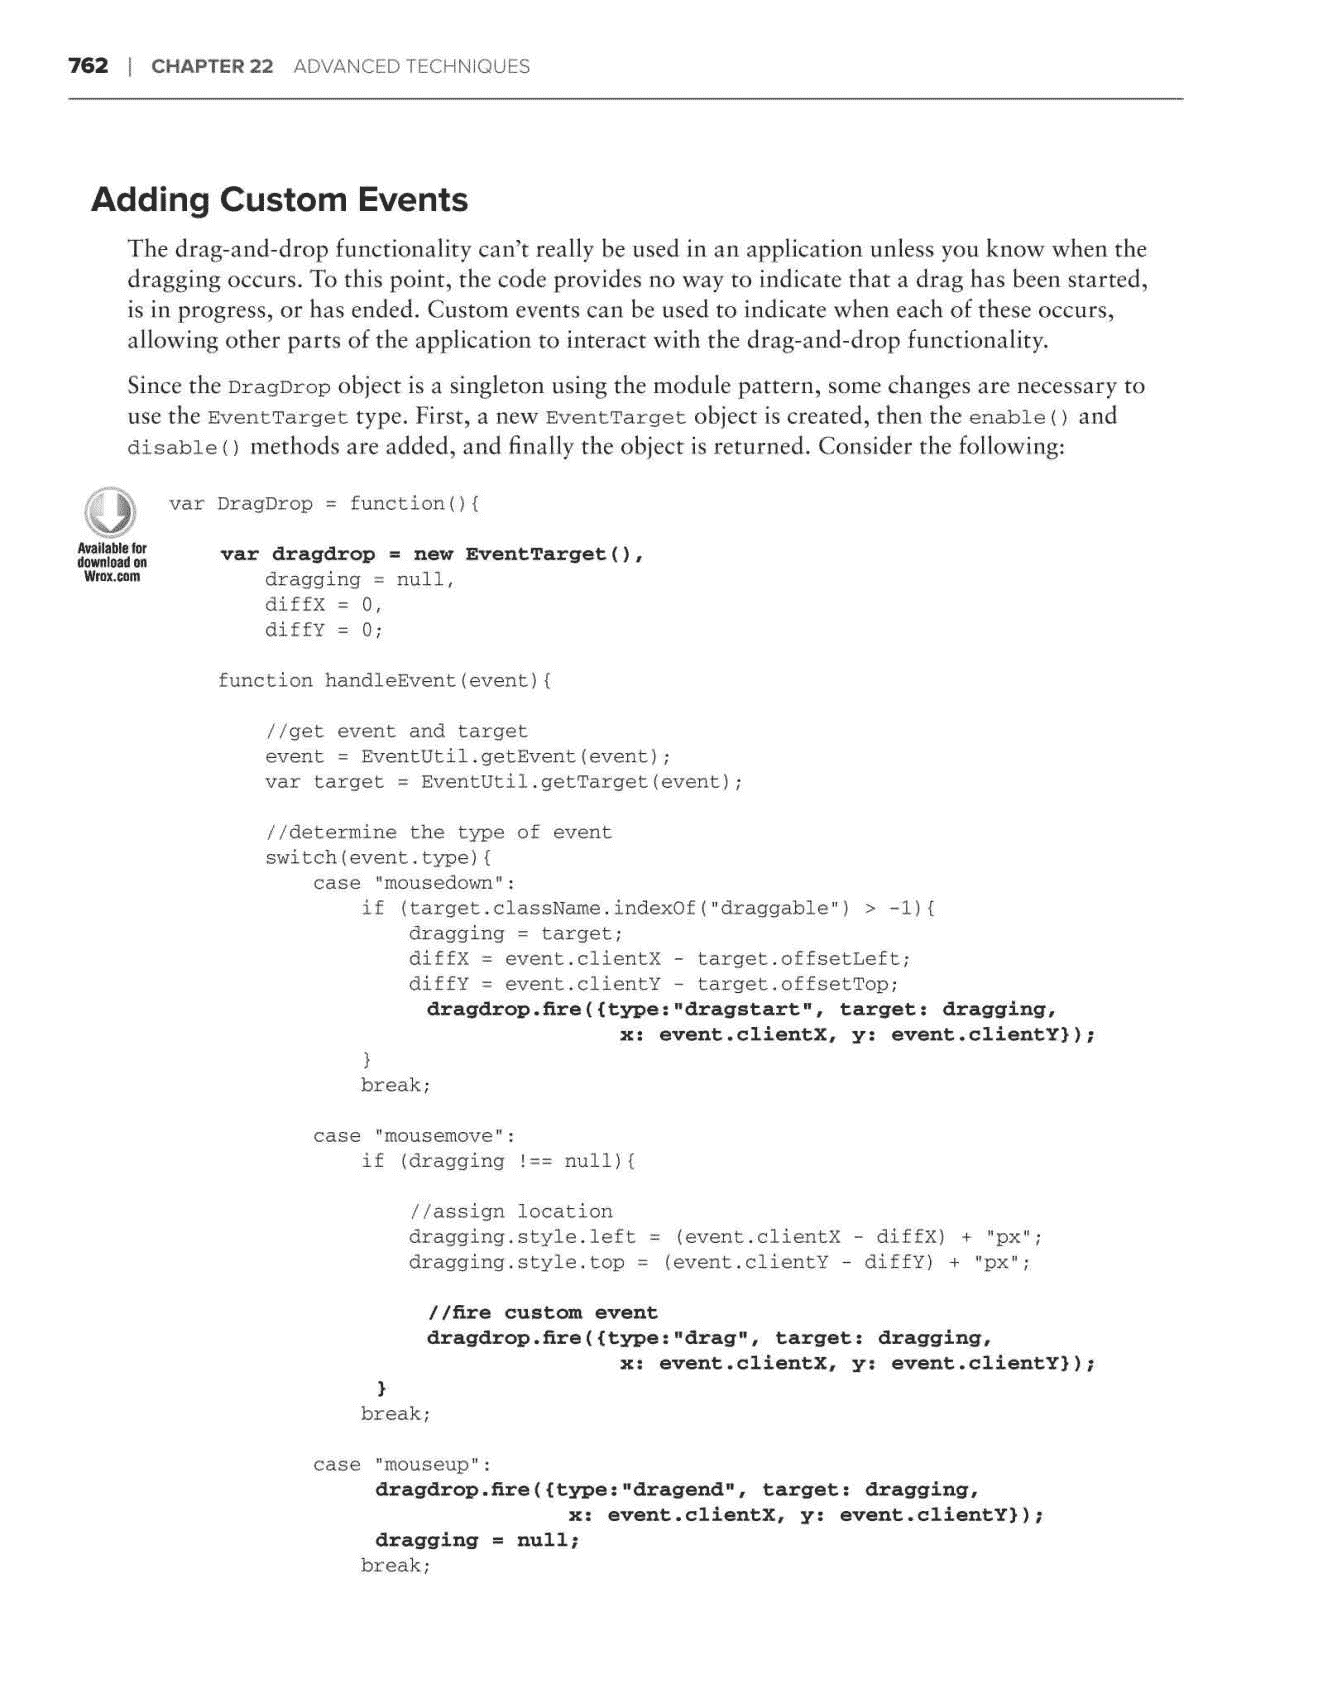 762 | CHAPTER 22 ADVANCED TECHNIQUES
Adding Custom Events
The drag-and-drop functionality can’t really be used in an application unless you know when the
dragging occurs. To this point, the code provides no way to indicate that a drag has been started,
is in progress, or has ended. Custom events can be used to indicate when each of these occurs,
allowing other parts of the application to interact with the drag-and-drop functionality.
Since the DragDrop object is a singleton using the module pattern, some changes are necessary to
use the EventTarget type. First, a new EventTarget object is created, then the enable() and
disable() methods are added, and finally the object is returned. Consider the following:
Available for
download on
Wrox.com
var DragDrop = function(){
var dragdrop = new EventTarget(),
dragging = null,
diffX = 0,
diffY = 0;
function handleEvent(event){
//get event and target
event = EventUtil.getEvent(event);
var target = EventUtil.getTarget(event);
//determine the type of event
switch(event.type){
case "mousedown":
if (target.className.indexOf("draggable") > -1){
dragging = target;
diffX = event.clientX - target.offsetLeft;
diffY = event.clientY - target.offsetTop;
dragdrop.fire({type:"dragstart", target: dragging,
x: event.clientX, y: event.clientY});
}
break;
case "mousemove":
if (dragging !== null){
//assign location
dragging.style.left = (event.clientX - diffX) + "px";
dragging.style.top = (event.clientY - diffY) + "px";
//fire custom event
dragdrop.fire({type:"drag", target: dragging,
x: event.clientX, y: event.clientY});
}
break;
case "mouseup":
dragdrop.fire({type:"dragend", target: dragging,
x: event.clientX, y: event.clientY});
dragging = null;
break;